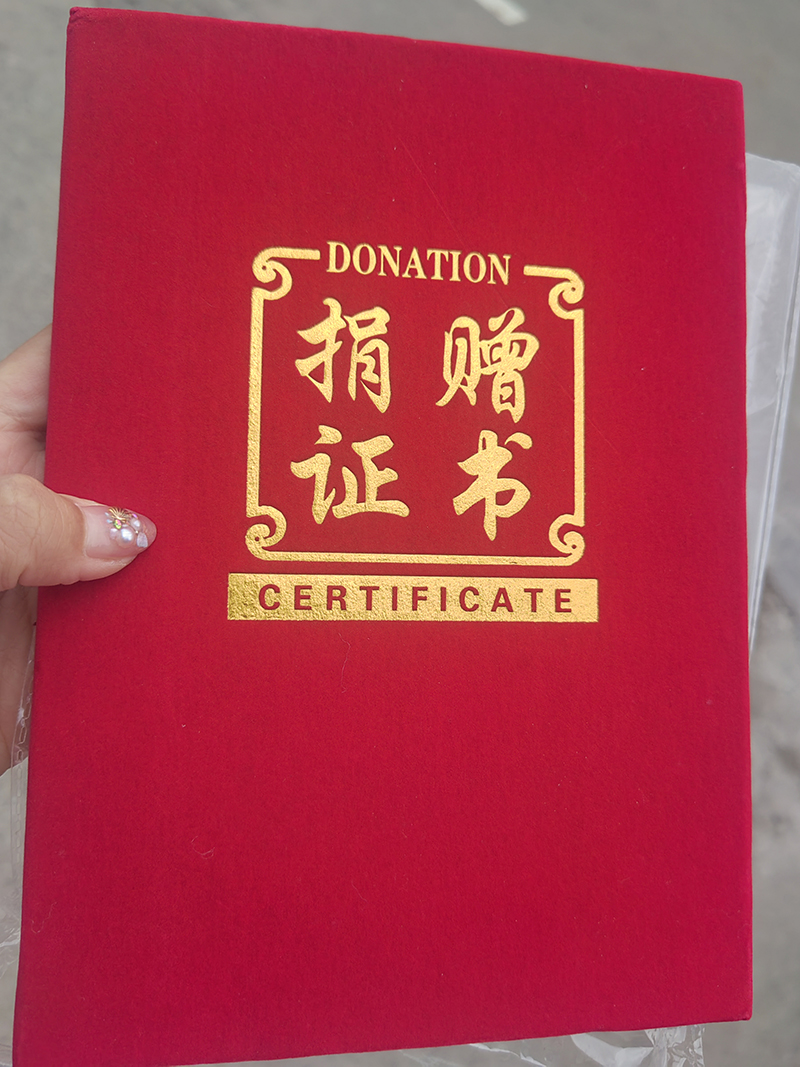 DONATION
捐赠
证书
CERTIFICATE